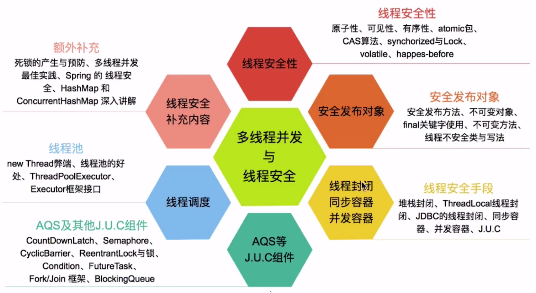 线程安全性
原子性、可见性、有序性、atomic包、
CAS算法、synchorized与Lock、
volatile、happes-before
额外补充
死锁的产生与预防、多线程并发
最佳实践、Spring 的 线程安
全、HashMap 和
ConcurrentHashMap 深入讲解
线程安全性
线程安全
补充内容
安全发布对象
安全发布对象
安全发布方法、不可变对象、
final关键字使用、不可变方法、
线程不安全类与写法
多线程并发
与
线程安全
线程池
new Thread弊端、线程池的好
处、ThreadPoolExecutor、
Executor框架接口
线程调度
线程封闭
同步容器
并发容器
线程安全手段
堆栈封闭、ThreadLocal线程封
闭、JDBC的线程封闭、同步容
器、并发容器、J.U.C
AQS及其他J.U.C组件
CountDownLatch、Semaphore、
CyclicBarrier、ReentrantLock与锁、
Condition、FutureTask、
Fork/Join 框架、BlockingQueue
AQS等
J.U.C组件